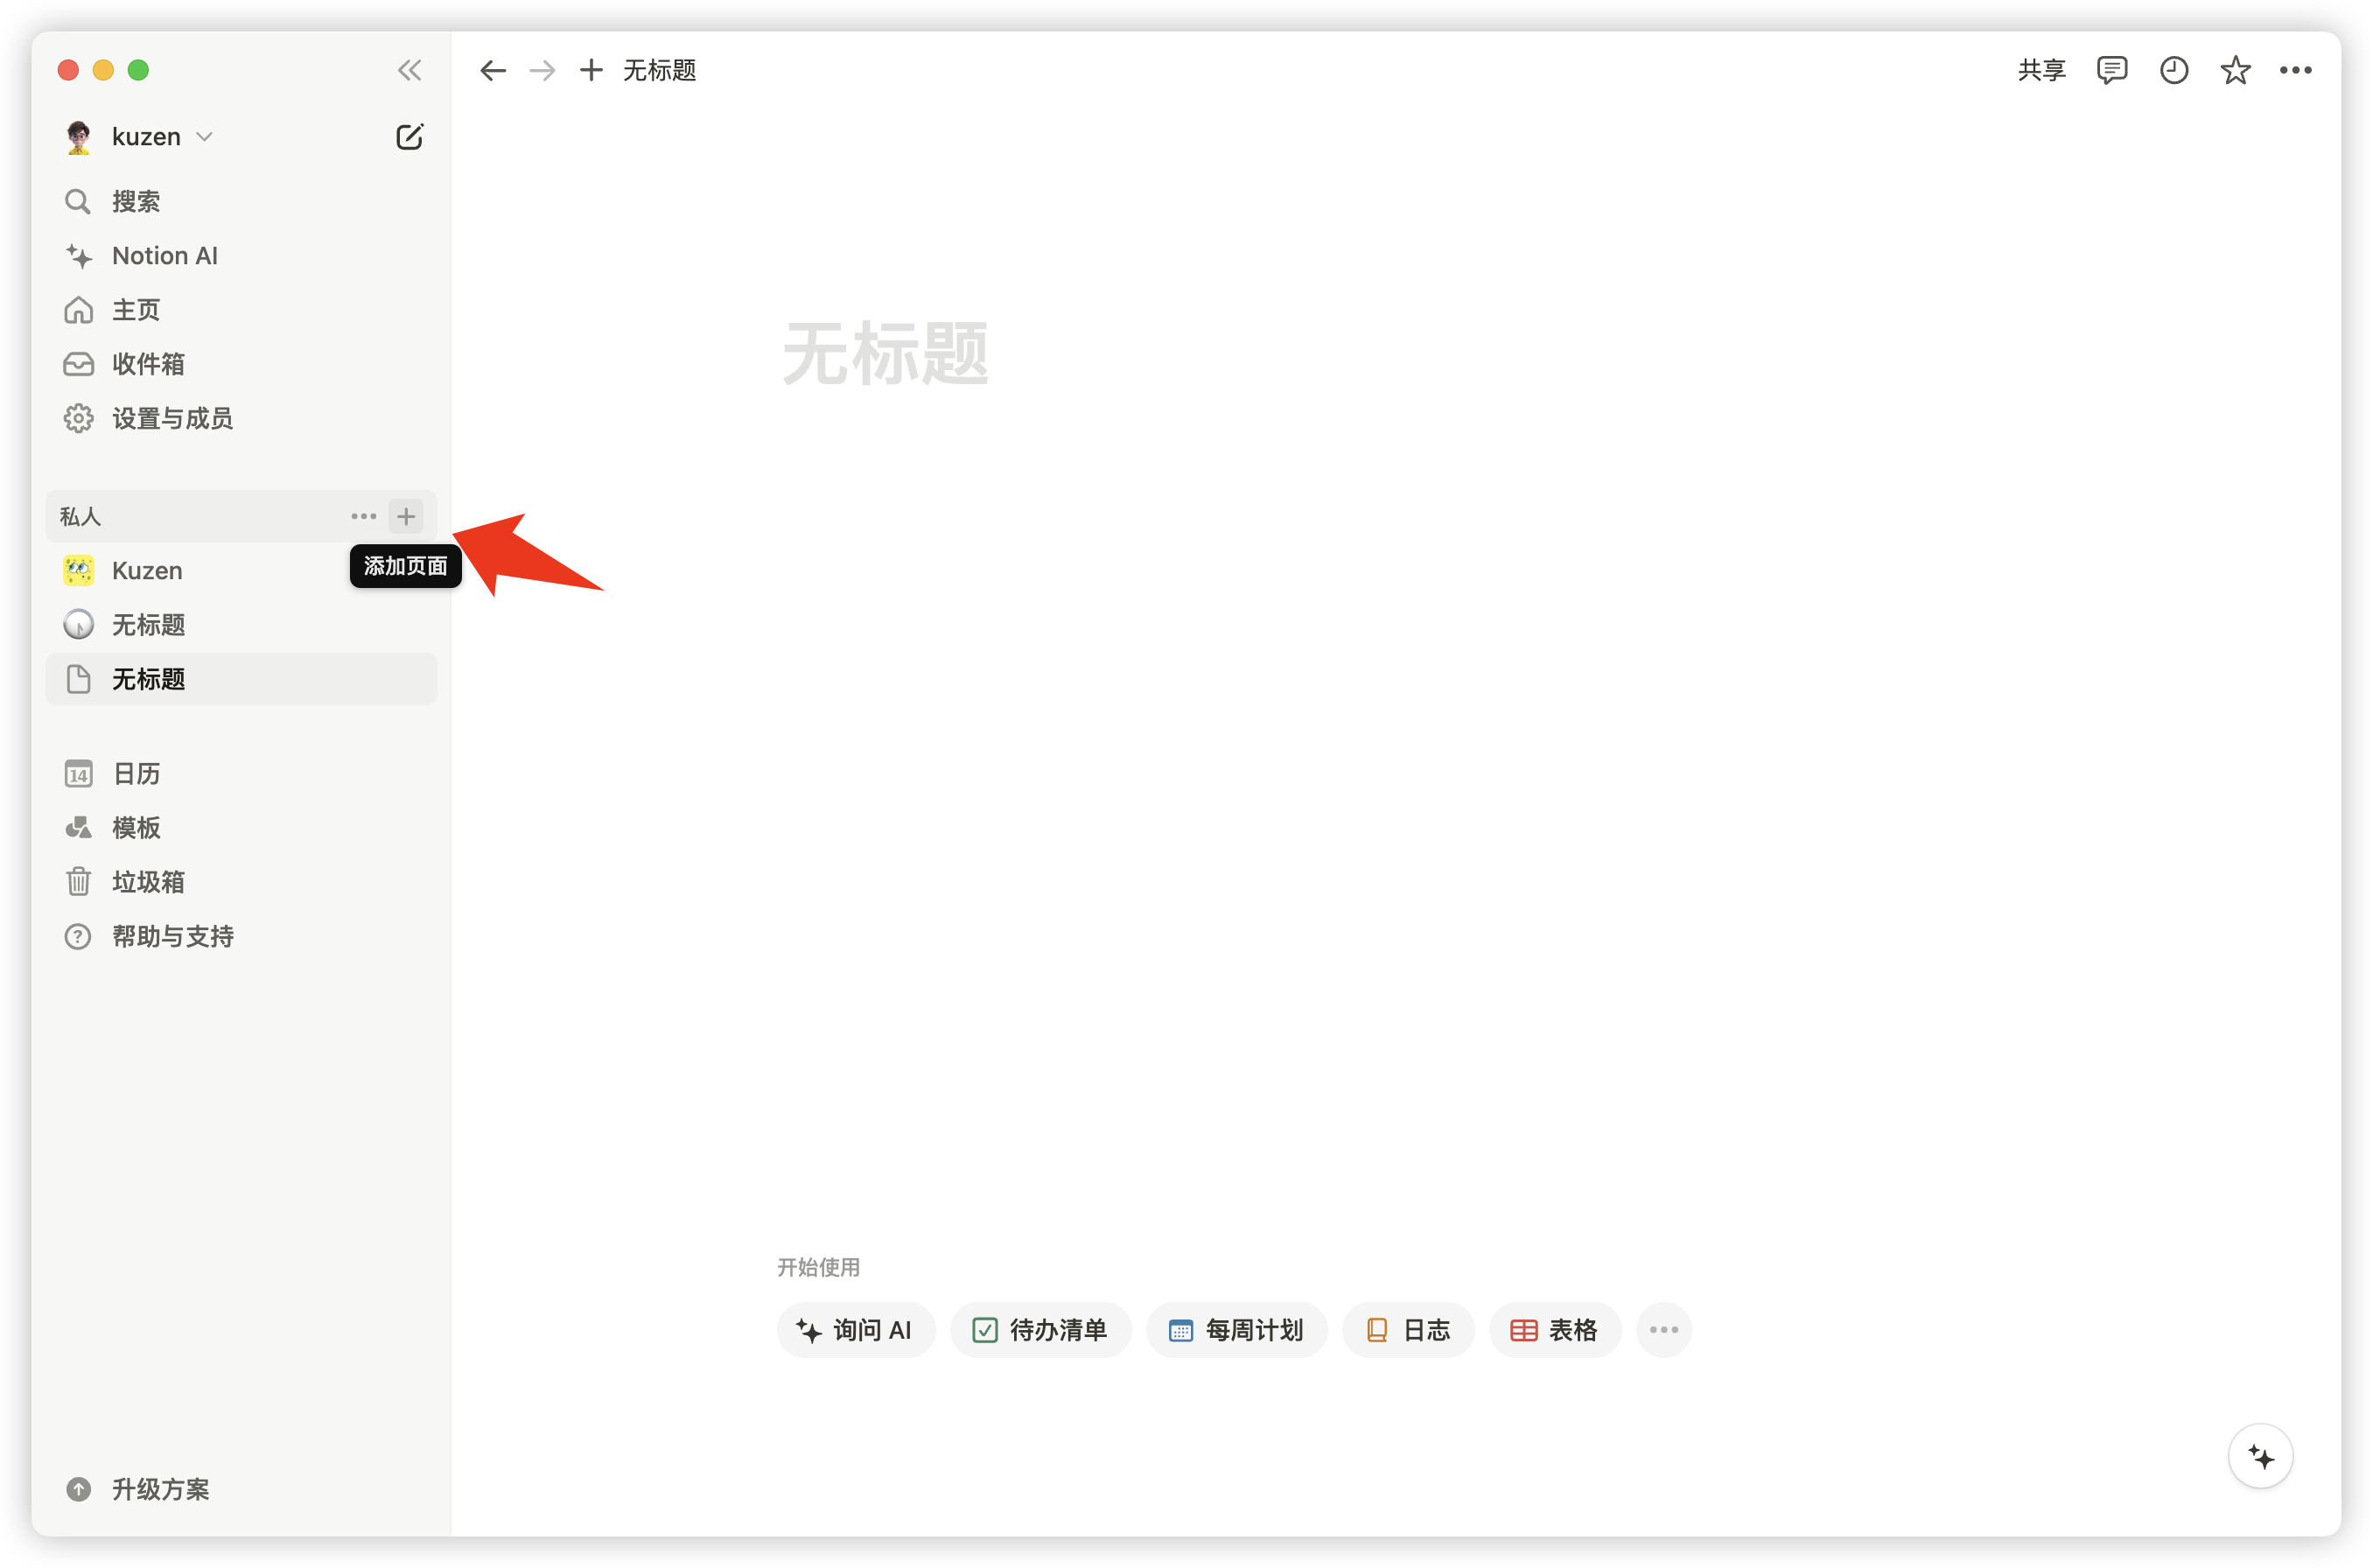 无标题
共享
kuzen
搜索
Notion AI
主页
收件箱
设置与成员
私人
添加页面
Kuzen
无标题
无标题
14 日历
模板
垃圾箱
帮助与支持
升级方案
无标题
开始使用
询问 AI 待办清单 每周计划 日志 表格